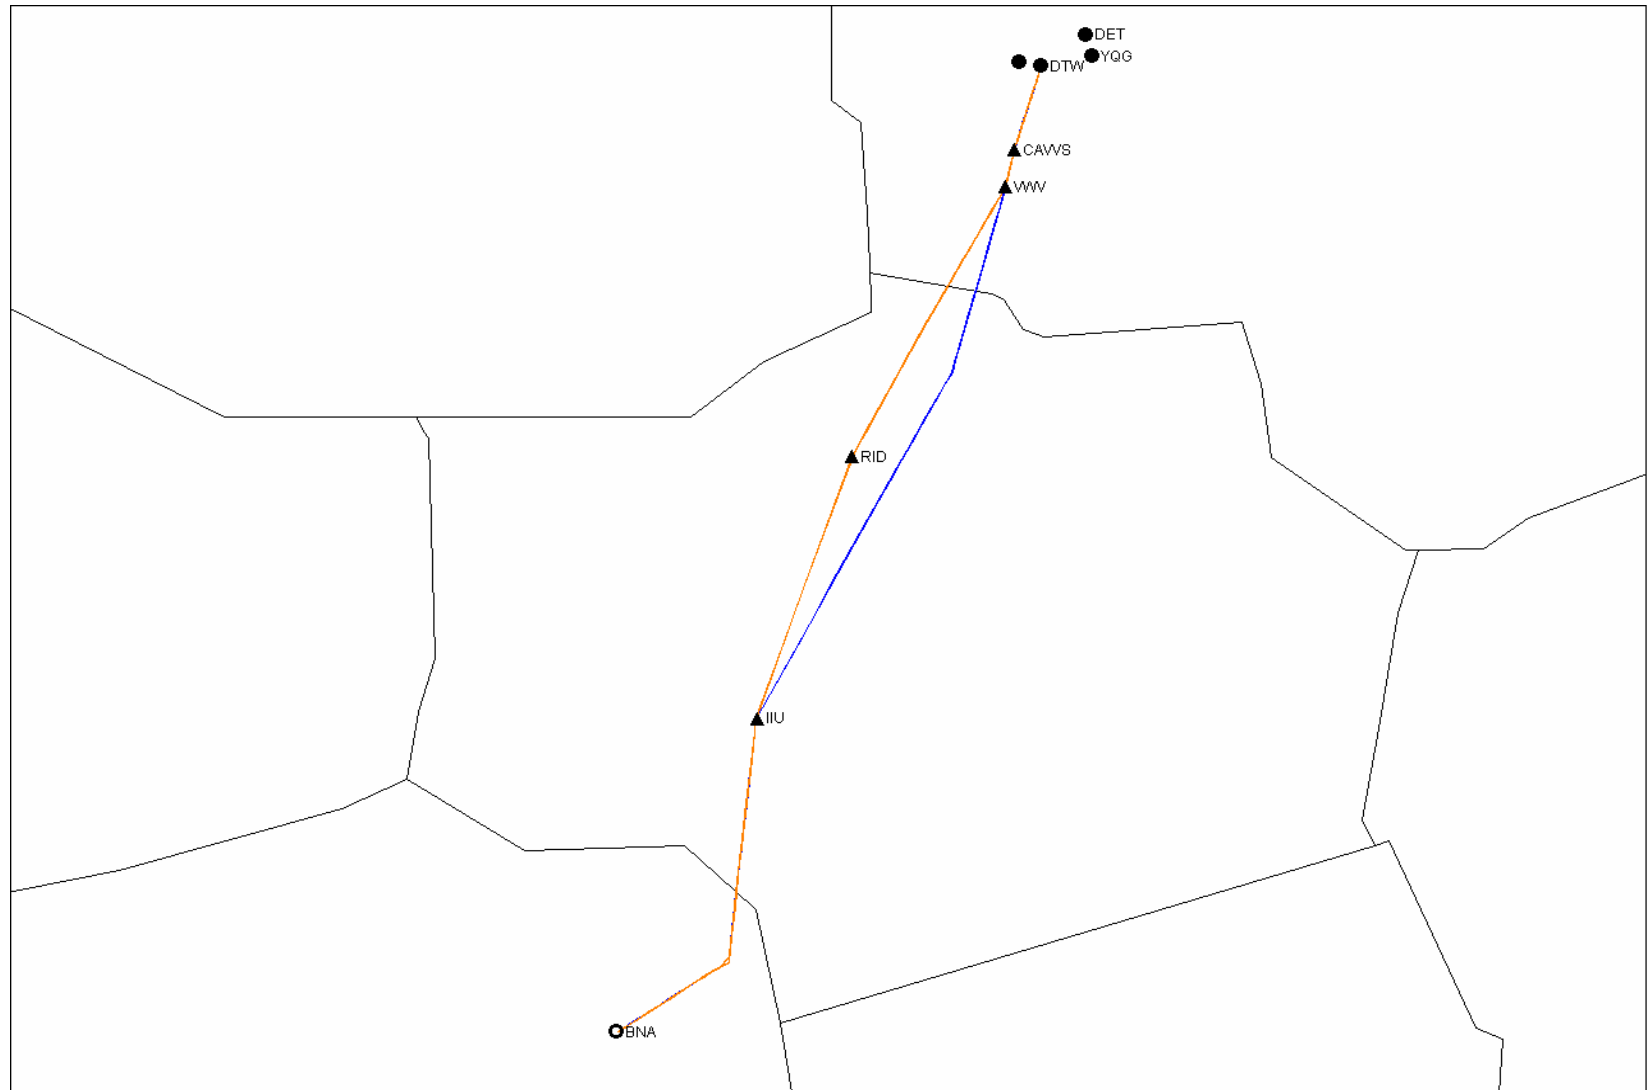 DET
YQG
DTW
CAVVS
VWV
RID
IIU
BNA